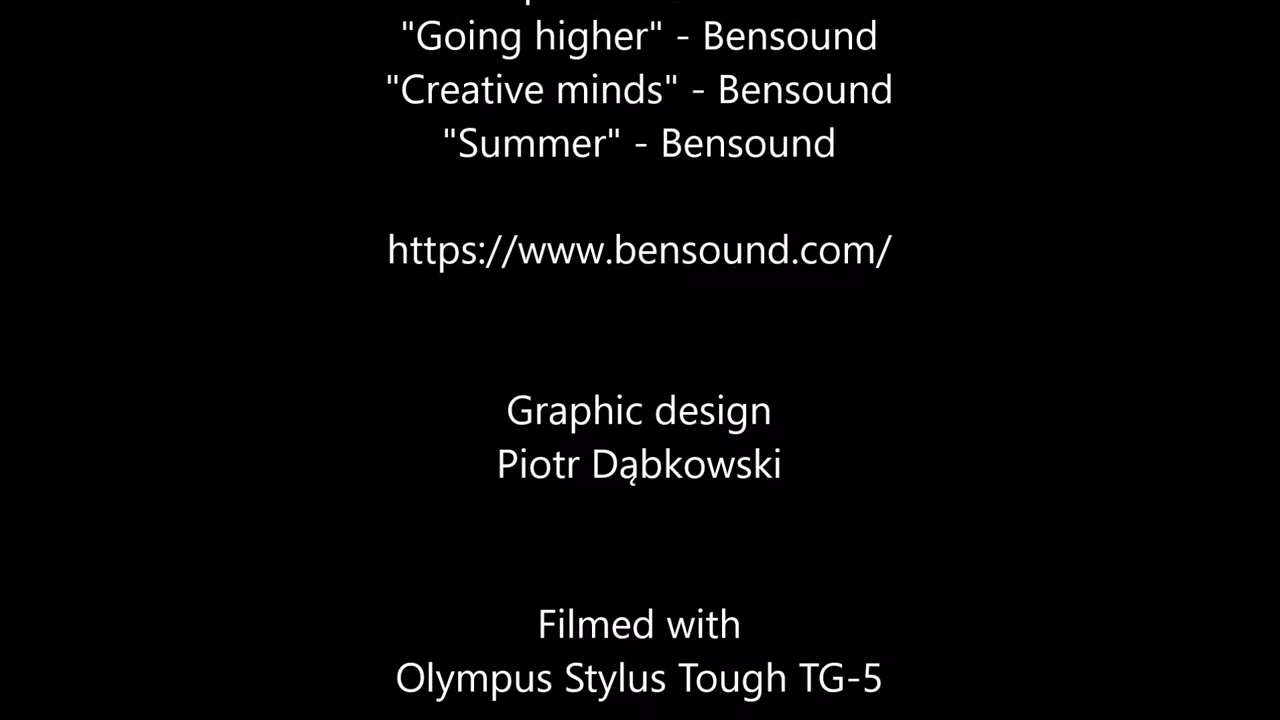 "Going higher" - Bensound
"Creative minds" - Bensound
"Summer" - Bensound
https://www.bensound.com/
Graphic design
Piotr Dąbkowski
Filmed with
Olympus Stylus Tough TG-5